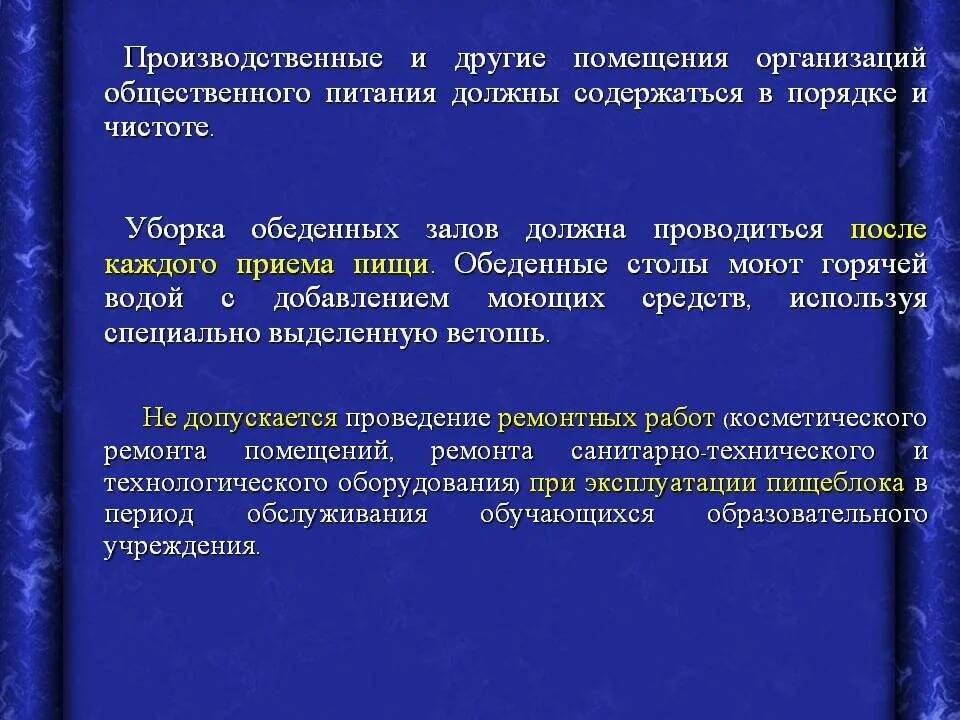 Производственные и другие помещения организаций
общественного питания должны содержаться в порядке и
чистоте.
Уборка обеденных залов должна проводиться после
каждого приема пищи. Обеденные столы моют горячей
водой с добавлением моющих средств, используя
специально выделенную ветошь.
Не допускается проведение ремонтных работ (косметического
ремонта помещений, ремонта санитарно-технического и
технологического оборудования) при эксплуатации пищеблока в
период обслуживания обучающихся образовательного
учреждения.